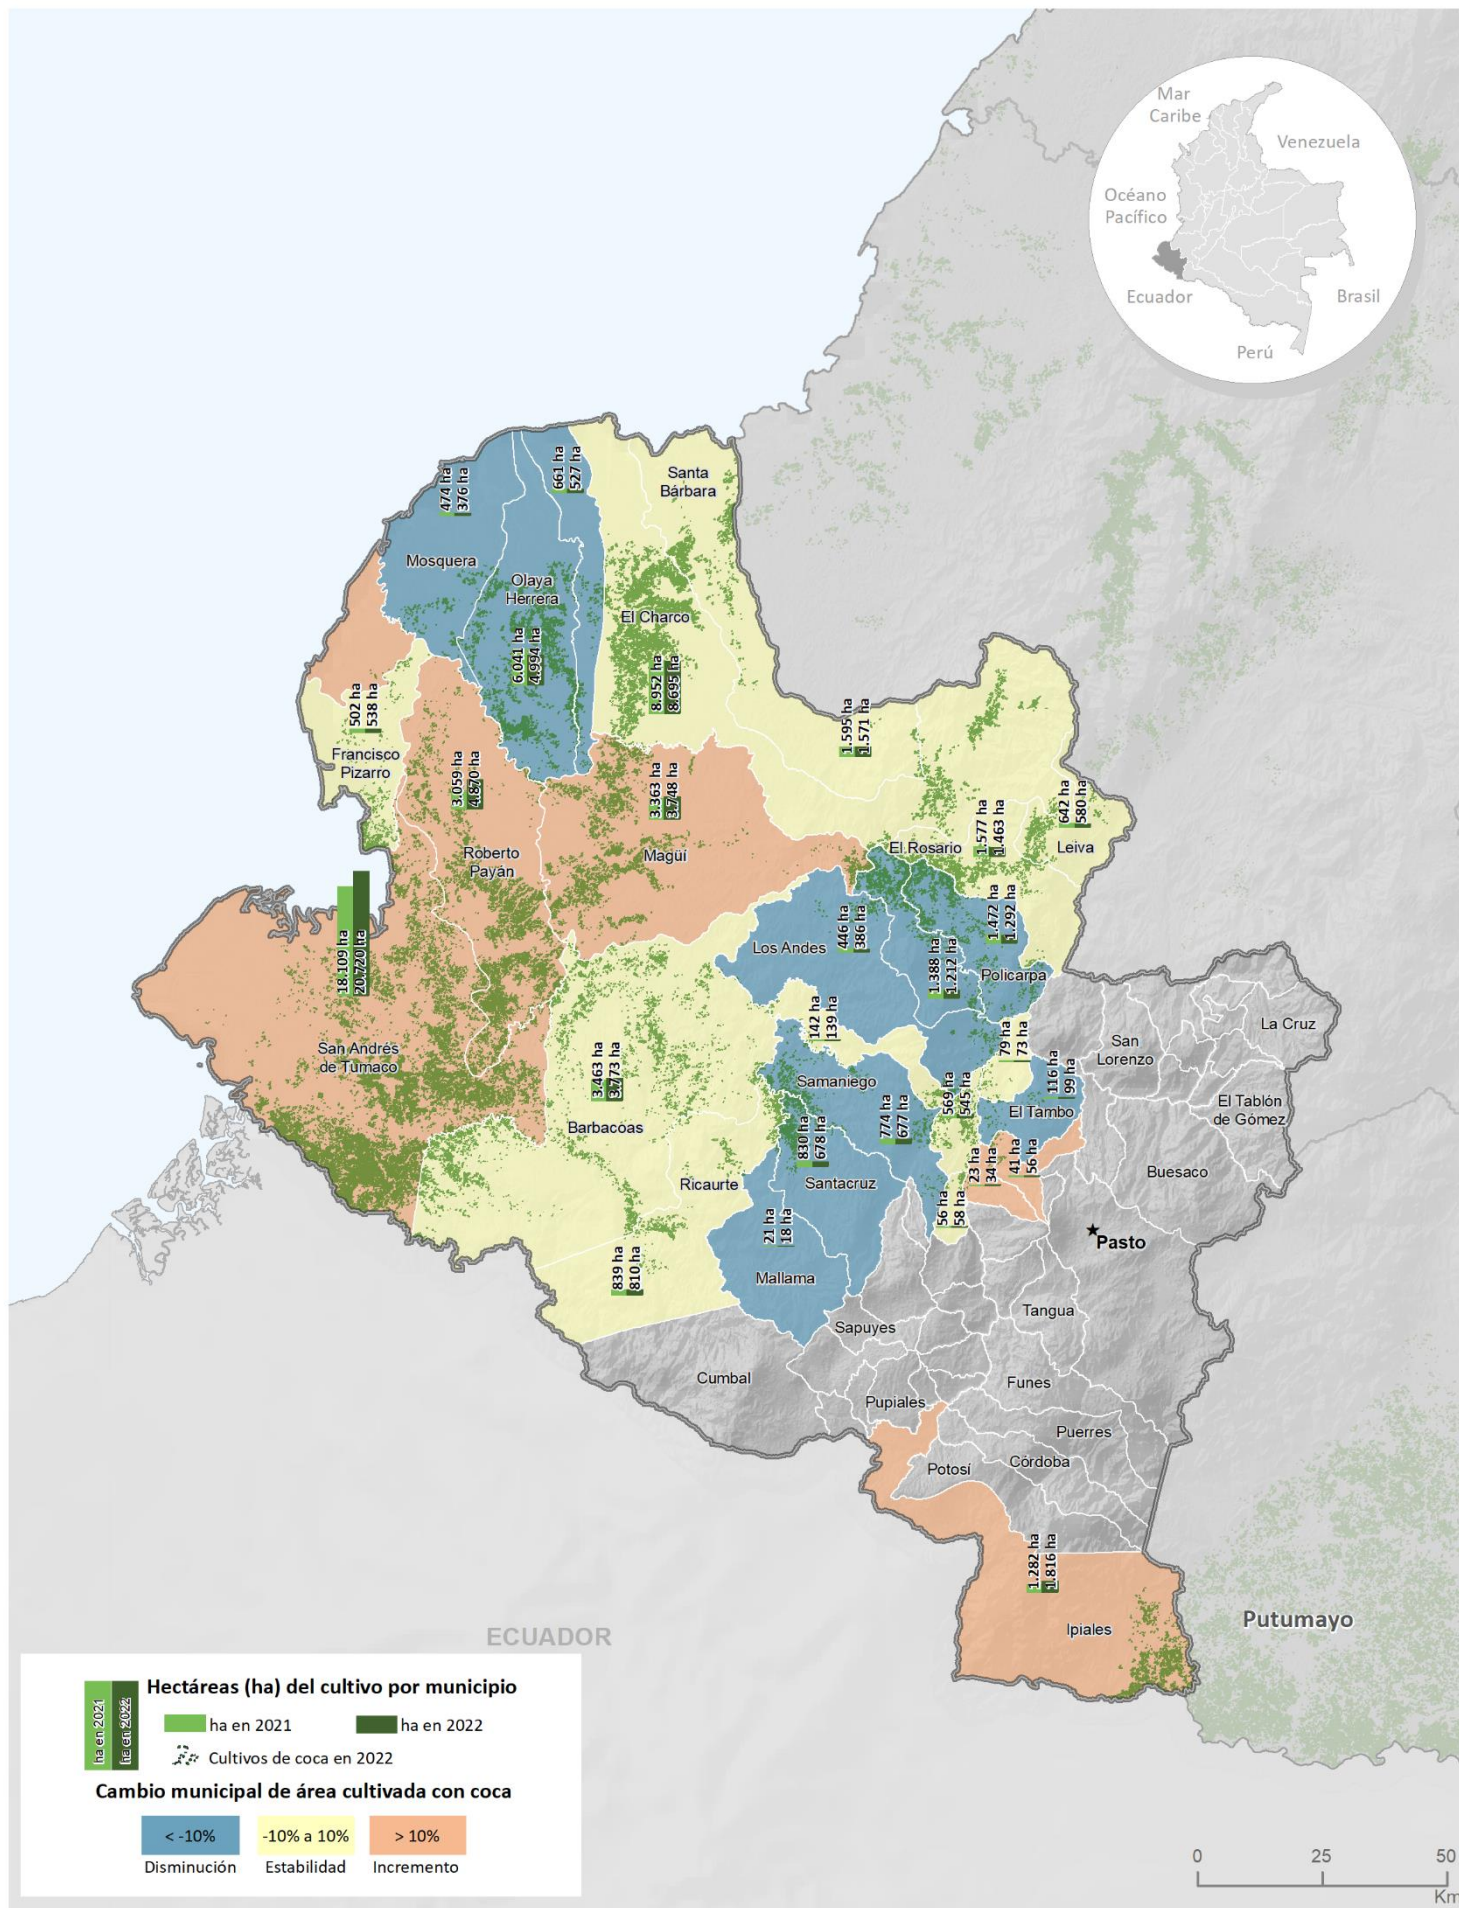 Mar
Caribe
Venezuela
Océano
Pacífico
Ecuador
Brasil
Perú
Santa
Bárbara
474 ha
376 ha
661 ha
527 ha
Mosquera
Olaya
Herrera
El Charco
6.041 ha
4.994 ha
8.952 ha
8.695 ha
502 ha
538 ha
1.595 ha
1.571 ha
Francisco
Pizarro
3.059 ha
4.870 ha
3.363 ha
3.748 ha
642 ha
580 ha
1.577 ha
1.463 ha
El Rosario
Leiva
Roberto
Payán
Magüí
18.109 ha
20.720 ha
446 ha
386 ha
1.472 ha
1.292 ha
Los Andes
1.388 ha
1.212 ha
Policarpa
142 ha
139 ha
79 ha
73 ha
La Cruz
San
Lorenzo
San Andrés
de Tumaco
3.463 ha
3.773 ha
Samaniego
116 ha
99 ha
569 ha
545 ha
El Tambo
El Tablón
de Gómez
Barbacoas
774 ha
677 ha
830 ha
678 ha
23 ha
34 ha
41 ha
56 ha
Buesaco
Ricaurte
Santacruz
56 ha
58 ha
21 ha
18 ha
Pasto
839 ha
810 ha
Mallama
Tangua
Sapuyes
Cumbal
Funes
Pupiales
Puerres
Córdoba
Potosí
1.282 ha
1.816 ha
Ipiales
Putumayo
ECUADOR
ha en 2021
ha en 2022
Hectáreas (ha) del cultivo por municipio
ha en 2021
ha en 2022
Cultivos de coca en 2022
Cambio municipal de área cultivada con coca
< -10%
-10% a 10%
> 10%
Disminución
Estabilidad
Incremento
0
25
50
Km